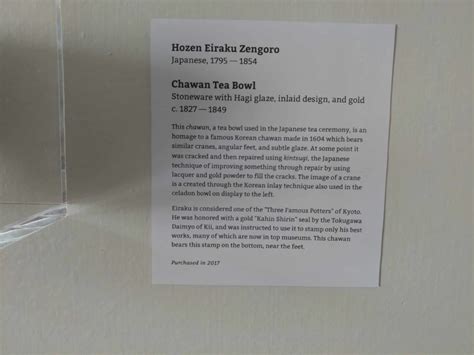 Hozen Eiraku Zengoro
Japanese, 1795 — 1854
Chawan Tea Bowl
Stoneware with Hagi glaze, inlaid design, and gold
c. 1827 — 1849
This chawan, a tea bowl used in the Japanese tea ceremony, is an
homage to a famous Korean chawan made in 1604 which bears
similar cranes, angular feet, and subtle glaze. At some point it
was cracked and then repaired using kintsugi, the Japanese
technique of improving something through repair by using
lacquer and gold powder to fill the cracks. The image of a crane
is a created through the Korean inlay technique also used in the
celadon bowl on display to the left.
Eiraku is considered one of the "Three Famous Potters" of Kyoto.
He was honored with a gold "Kahin Shirin" seal by the Tokugawa
Daimyo of Kii, and was instructed to use it to stamp only his best
works, many of which are now in top museums. This chawan
bears this stamp on the bottom, near the feet.
Purchased in 2017